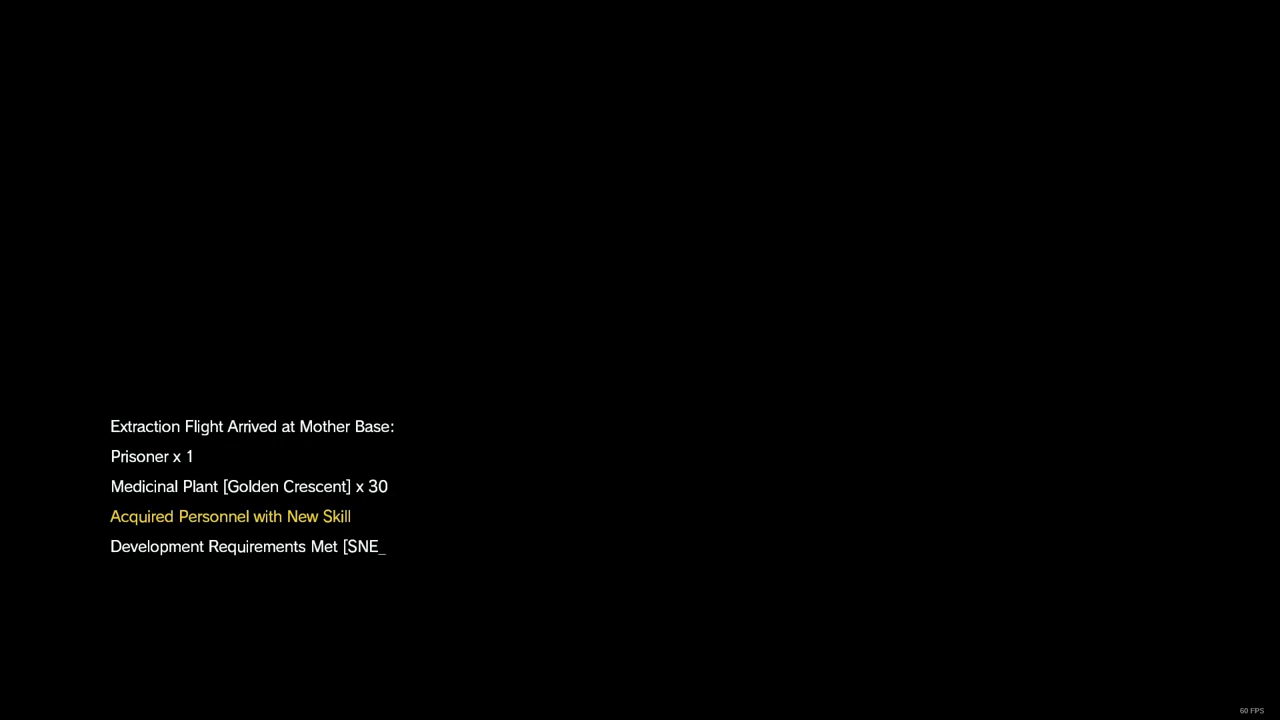 Extraction Flight Arrived at Mother Base:
Prisoner x 1
Medicinal Plant [Golden Crescent] x 30
Acquired Personnel with New Skill
Development Requirements Met [SNE_
60 FPS